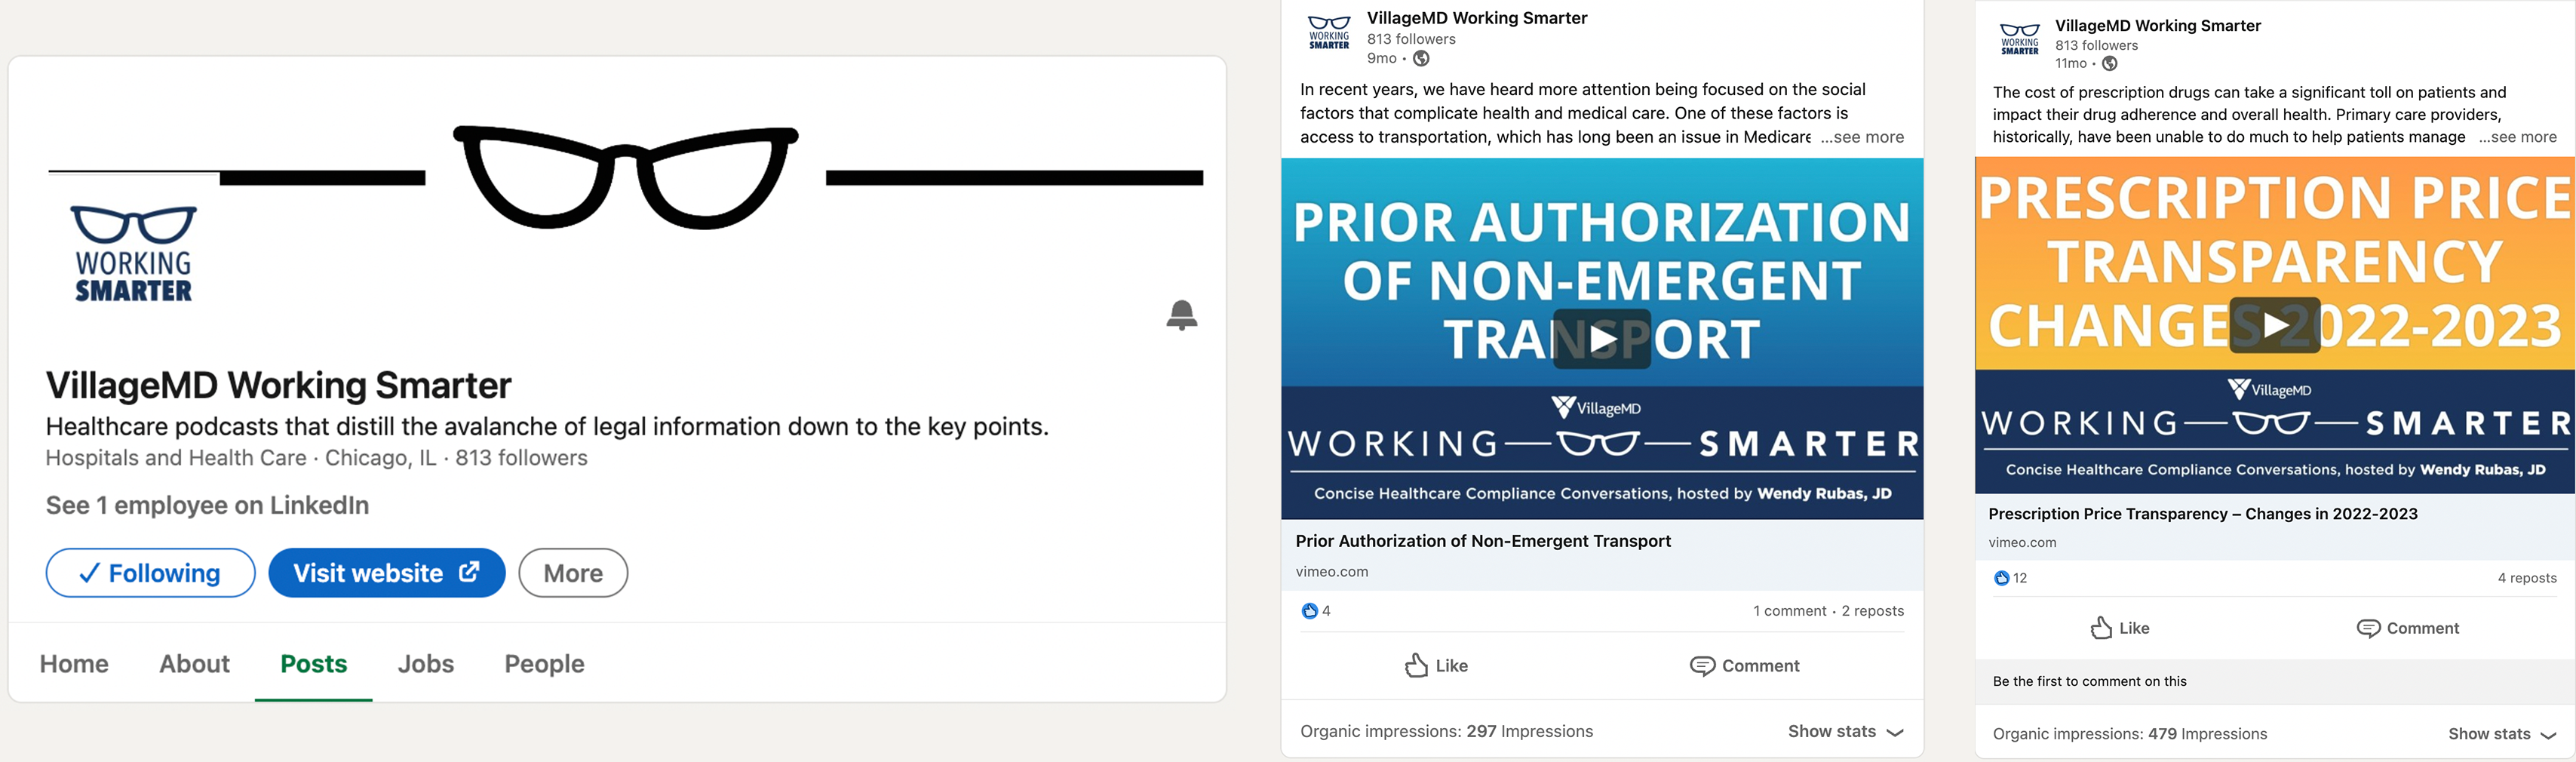 WORKING
SMARTER
VillageMD Working Smarter
Healthcare podcasts that distill the avalanche of legal information down to the key points.
Hospitals and Health Care · Chicago, IL · 813 followers
See 1 employee on LinkedIn
Following
Visit website
More
Home
About
Posts
Jobs
People
WORKING
SMARTER
VillageMD Working Smarter
813 followers
9mo •
In recent years, we have heard more attention being focused on the social
factors that complicate health and medical care. One of these factors is
access to transportation, which has long been an issue in Medicare ...see more
PRIOR AUTHORIZATION
OF NON-EMERGENT
TRANSPORT
VillageMD
WORKING SMARTER
Concise Healthcare Compliance Conversations, hosted by Wendy Rubas, JD
Prior Authorization of Non-Emergent Transport
vimeo.com
4
1 comment • 2 reposts
Like
Comment
Organic impressions: 297 Impressions
Show stats
WORKING
SMARTER
VillageMD Working Smarter
813 followers
11mo •
The cost of prescription drugs can take a significant toll on patients and
impact their drug adherence and overall health. Primary care providers,
historically, have been unable to do much to help patients manage ...see more
PRESCRIPTION PRICE
TRANSPARENCY
CHANGES 2022-2023
VillageMD
WORKING SMARTER
Concise Healthcare Compliance Conversations, hosted by Wendy Rubas, JD
Prescription Price Transparency – Changes in 2022-2023
vimeo.com
12
4 reposts
Like
Comment
Be the first to comment on this
Organic impressions: 479 Impressions
Show stats